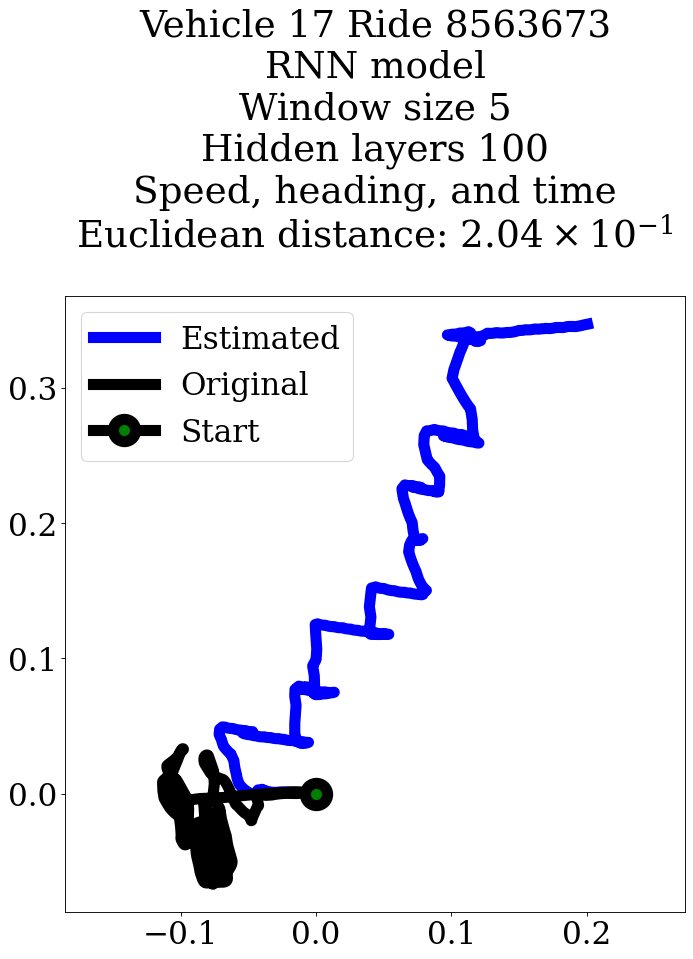 Vehicle 17 Ride 8563673
RNN model
Window size 5
Hidden layers 100
Speed, heading, and time
Euclidean distance: 2.04 × 10⁻¹
Estimated
Original
Start
0.3
0.2
0.1
0.0
−0.1 0.0 0.1 0.2